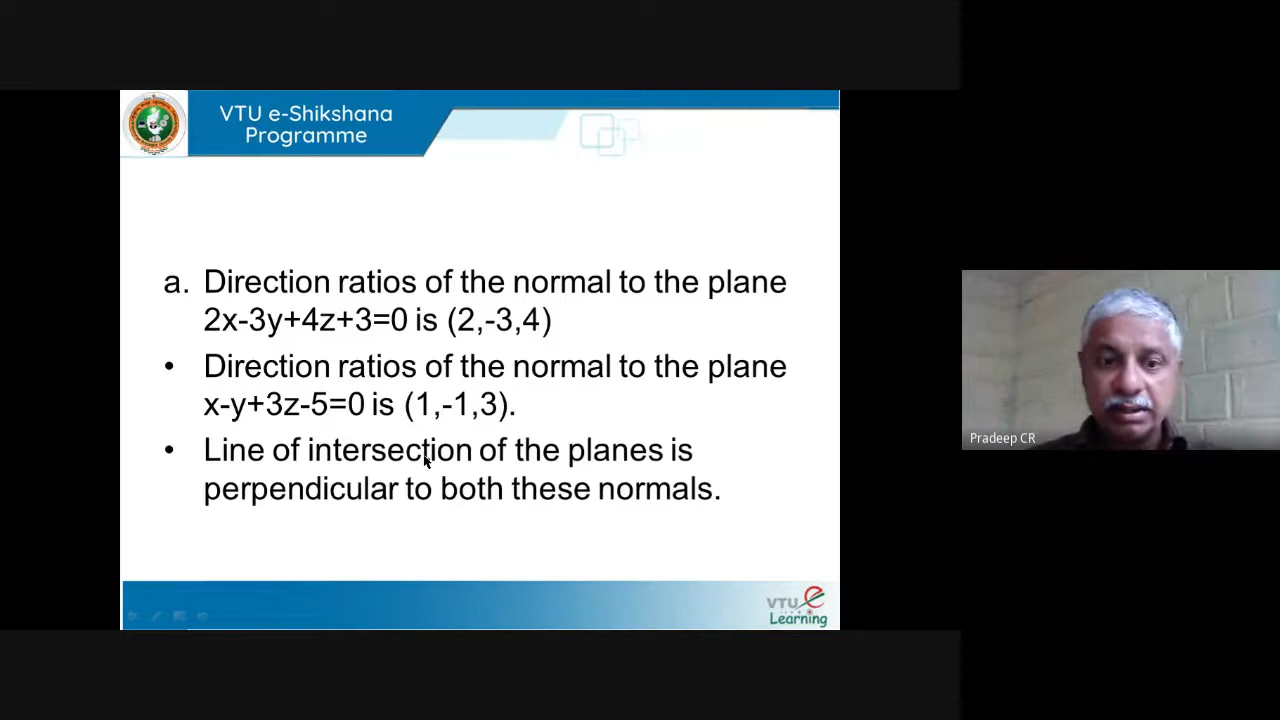 VTU e-Shikshana
Programme
a. Direction ratios of the normal to the plane
2x-3y+4z+3=0 is (2,-3,4)
• Direction ratios of the normal to the plane
x-y+3z-5=0 is (1,-1,3).
• Line of intersection of the planes is
perpendicular to both these normals.
Pradeep CR
VTU e
Learning